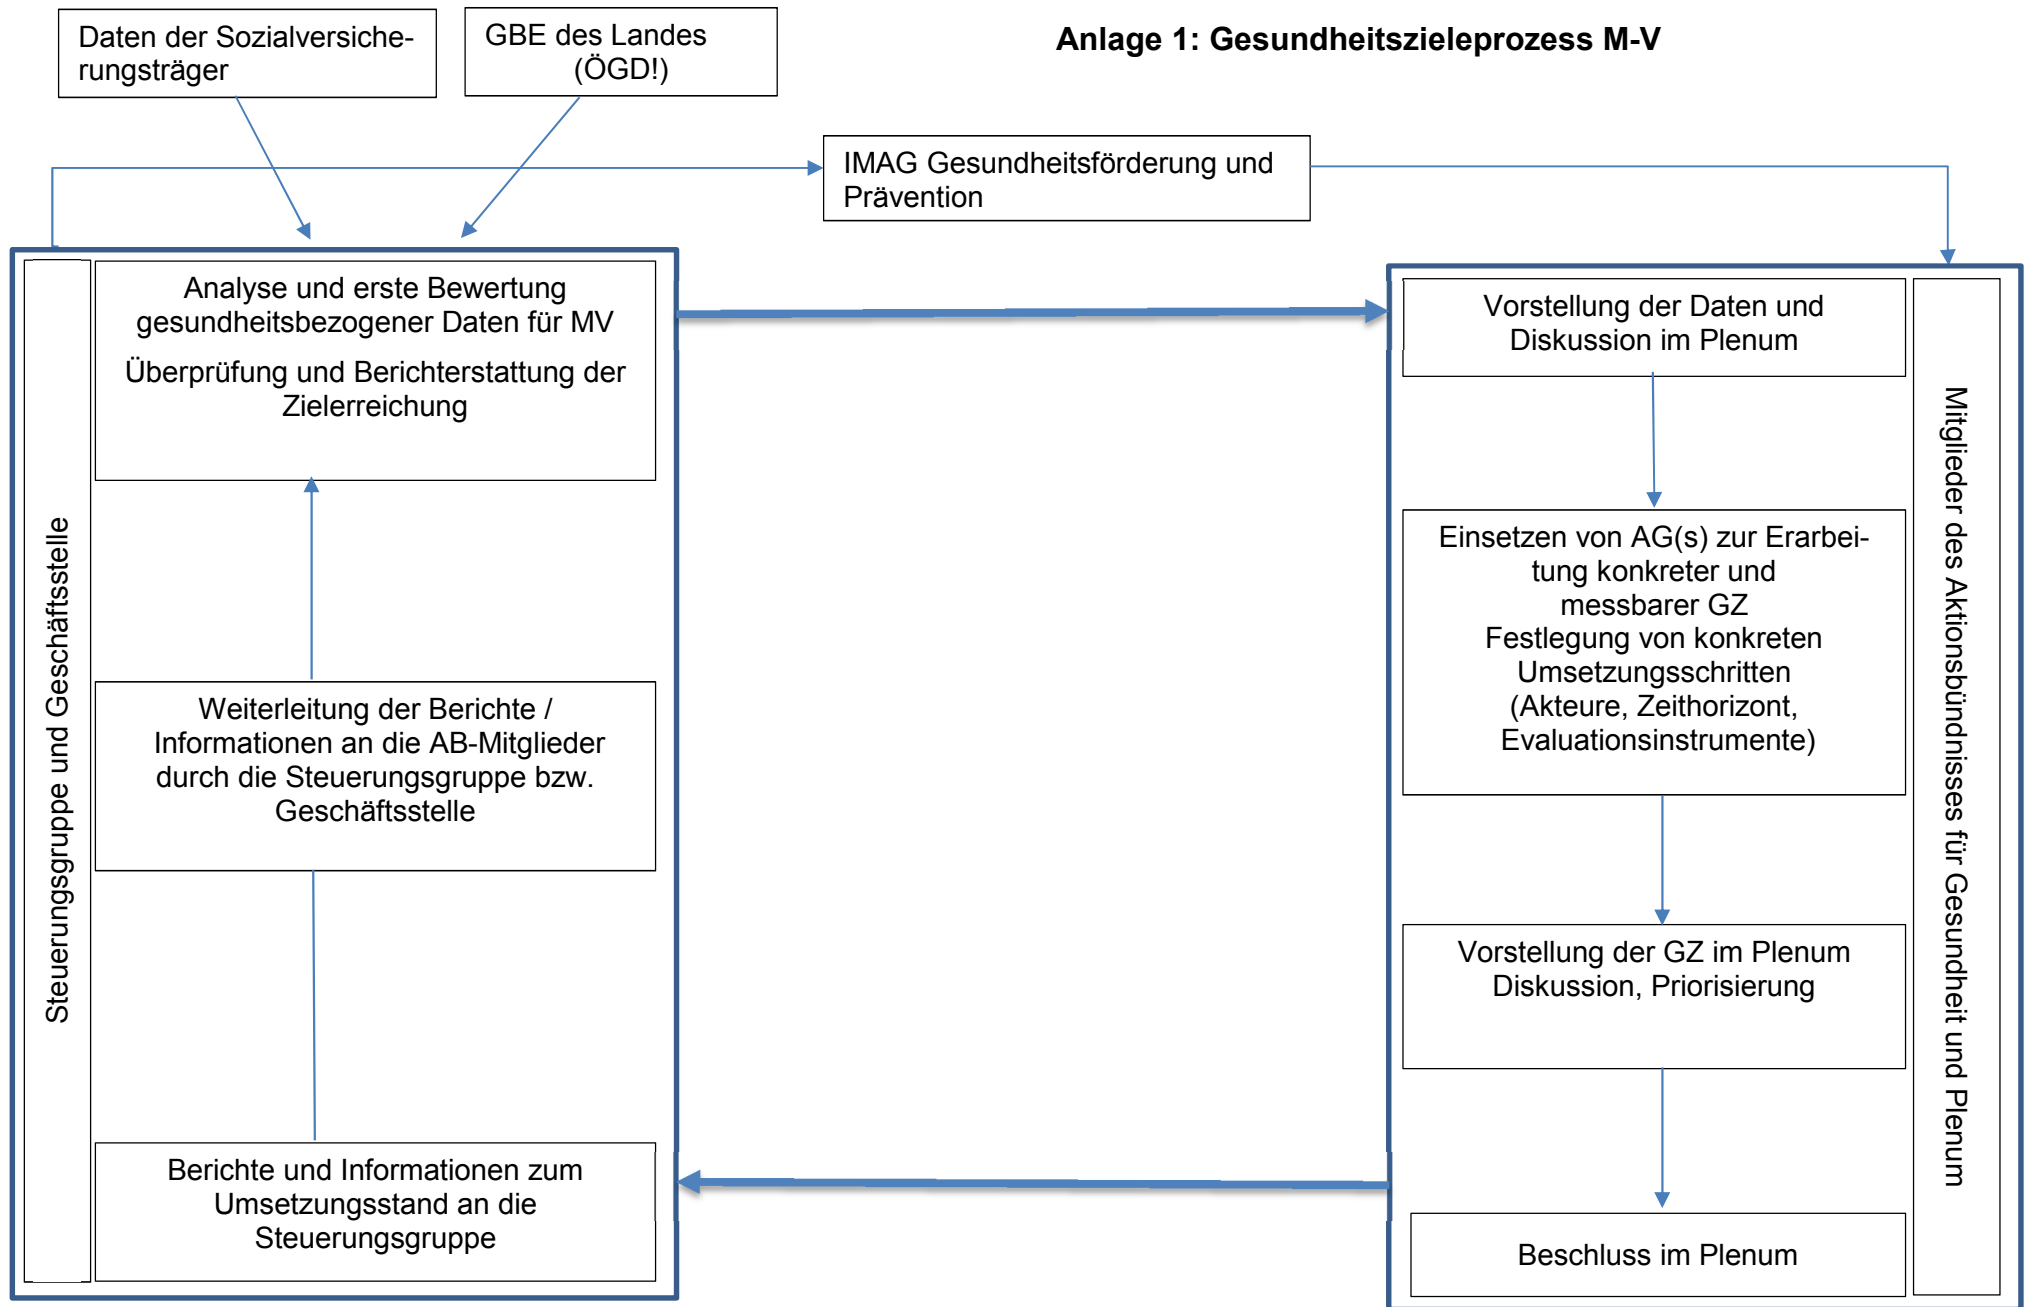 Daten der Sozialversiche-
rungsträger
GBE des Landes
(ÖGD!)
Anlage 1: Gesundheitszieleprozess M-V
IMAG Gesundheitsförderung und
Prävention
Steuerungsgruppe und Geschäftsstelle
Analyse und erste Bewertung
gesundheitsbezogener Daten für MV
Überprüfung und Berichterstattung der
Zielerreichung
Weiterleitung der Berichte /
Informationen an die AB-Mitglieder
durch die Steuerungsgruppe bzw.
Geschäftsstelle
Berichte und Informationen zum
Umsetzungsstand an die
Steuerungsgruppe
Vorstellung der Daten und
Diskussion im Plenum
Einsetzen von AG(s) zur Erarbei-
tung konkreter und
messbarer GZ
Festlegung von konkreten
Umsetzungsschritten
(Akteure, Zeithorizont,
Evaluationsinstrumente)
Vorstellung der GZ im Plenum
Diskussion, Priorisierung
Beschluss im Plenum
Mitglieder des Aktionsbündnisses für Gesundheit und Plenum